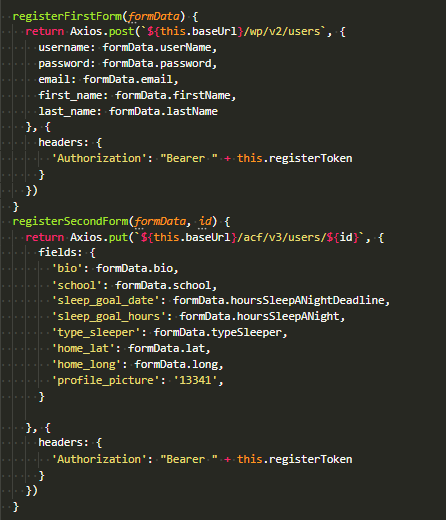 registerFirstForm(formData) {
return Axios.post(`${this.baseUrl}/wp/v2/users`, {
username: formData.userName,
password: formData.password,
email: formData.email,
first_name: formData.firstName,
last_name: formData.lastName
}, {
headers: {
'Authorization': "Bearer " + this.registerToken
}
})
}
registerSecondForm(formData, id) {
return Axios.put(`${this.baseUrl}/acf/v3/users/${id}`, {
fields: {
'bio': formData.bio,
'school': formData.school,
'sleep_goal_date': formData.hoursSleepANightDeadline,
'sleep_goal_hours': formData.hoursSleepANight,
'type_sleeper': formData.typeSleeper,
'home_lat': formData.lat,
'home_long': formData.long,
'profile_picture': '13341',
}
}, {
headers: {
'Authorization': "Bearer " + this.registerToken
}
})
}